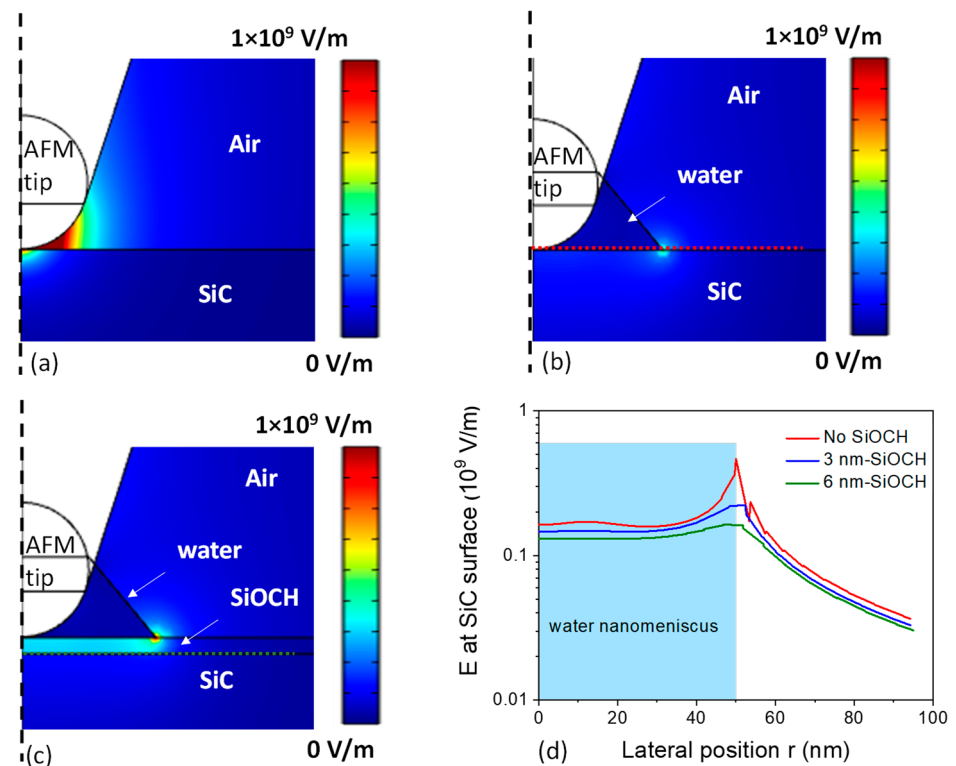 1×10⁹ V/m
AFM
tip
Air
SiC
(a)
0 V/m
1×10⁹ V/m
Air
AFM
tip
water
SiC
(b)
0 V/m
1×10⁹ V/m
Air
AFM
tip
water
SiOCH
SiC
(c)
0 V/m
E at SiC surface (10⁹ V/m)
1
0.1
0.01
No SiOCH
3 nm-SiOCH
6 nm-SiOCH
water nanomeniscus
0 20 40 60 80 100
(d)
Lateral position r (nm)